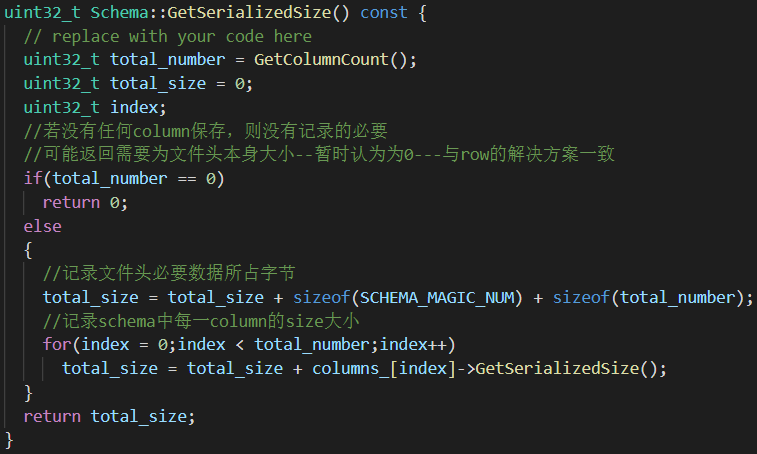 uint32_t Schema::GetSerializedSize() const {
  // replace with your code here
  uint32_t total_number = GetColumnCount();
  uint32_t total_size = 0;
  uint32_t index;
  //若没有任何column保存，则没有记录的必要
  //可能返回需要为文件头本身大小--暂时认为为0---与row的解决方案一致
  if(total_number == 0)
    return 0;
  else
  {
    //记录文件头必要数据所占字节
    total_size = total_size + sizeof(SCHEMA_MAGIC_NUM) + sizeof(total_number);
    //记录schema中每一column的size大小
    for(index = 0;index < total_number;index++)
      total_size = total_size + columns_[index]->GetSerializedSize();
  }
  return total_size;
}